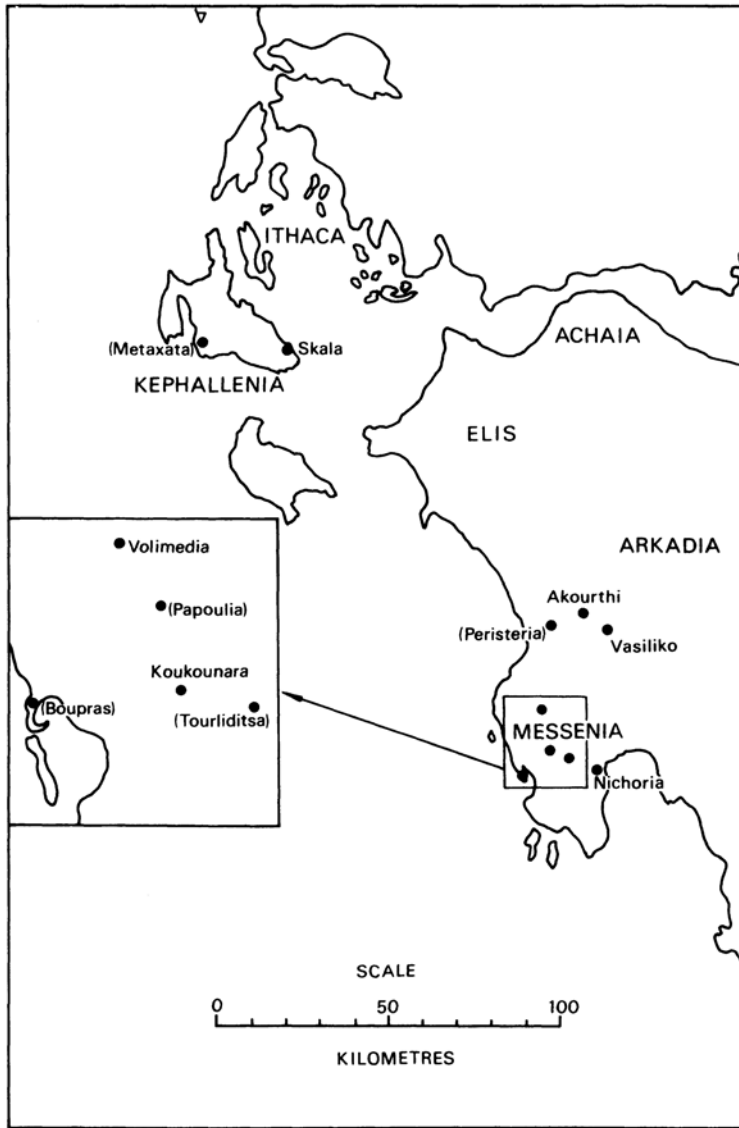 ITHACA
(Metaxata)
Skala
KEPHALLENIA
ACHAIA
ELIS
ARKADIA
Akourthi
(Peristeria)
Vasiliko
MESSENIA
Nichoria
Volimedia
(Papoulia)
Koukounara
(Boupras)
(Tourliditsa)
SCALE
0 50 100
KILOMETRES